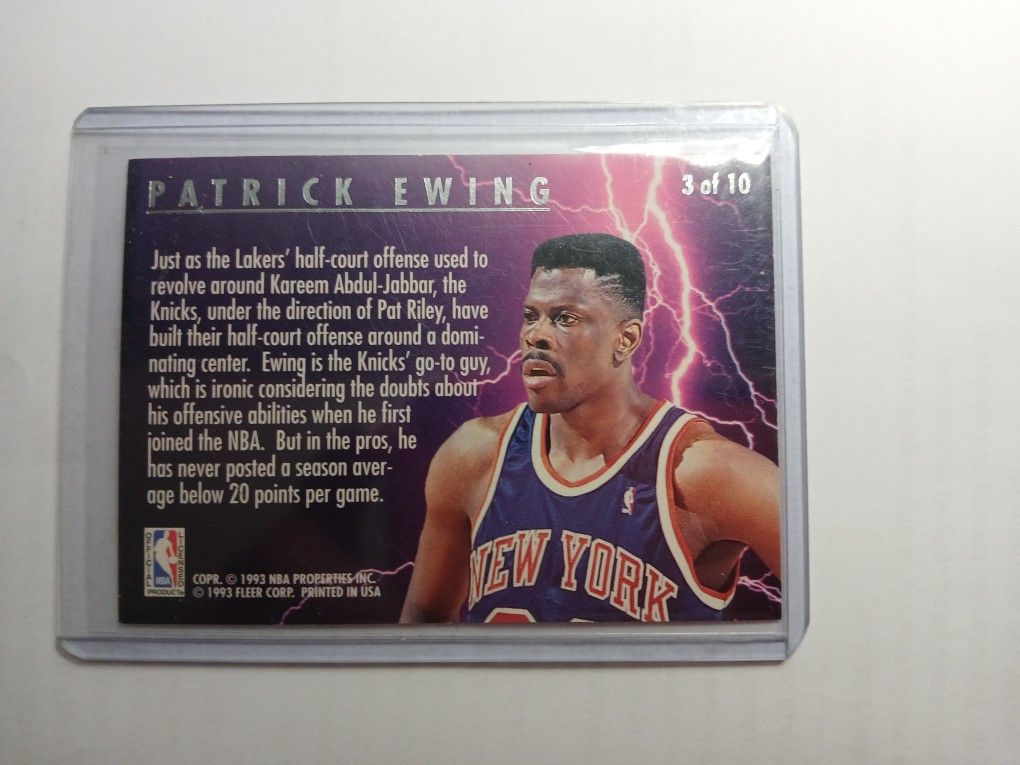 PATRICK EWING
3 of 10
Just as the Lakers' half-court offense used to
revolve around Kareem Abdul-Jabbar, the
Knicks, under the direction of Pat Riley, have
built their half-court offense around a domi-
nating center. Ewing is the Knicks' go-to guy,
which is ironic considering the doubts about
his offensive abilities when he first
joined the NBA. But in the pros, he
has never posted a season aver-
age below 20 points per game.
NEW YORK
OFFICIAL
LICENSED
NBA
PRODUCT
COPR. © 1993 NBA PROPERTIES INC.
© 1993 FLEER CORP. PRINTED IN USA